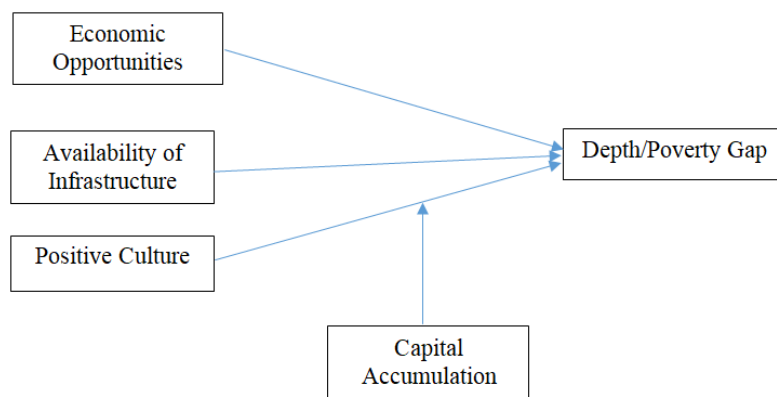 Economic
Opportunities
Availability of
Infrastructure
Depth/Poverty Gap
Positive Culture
Capital
Accumulation